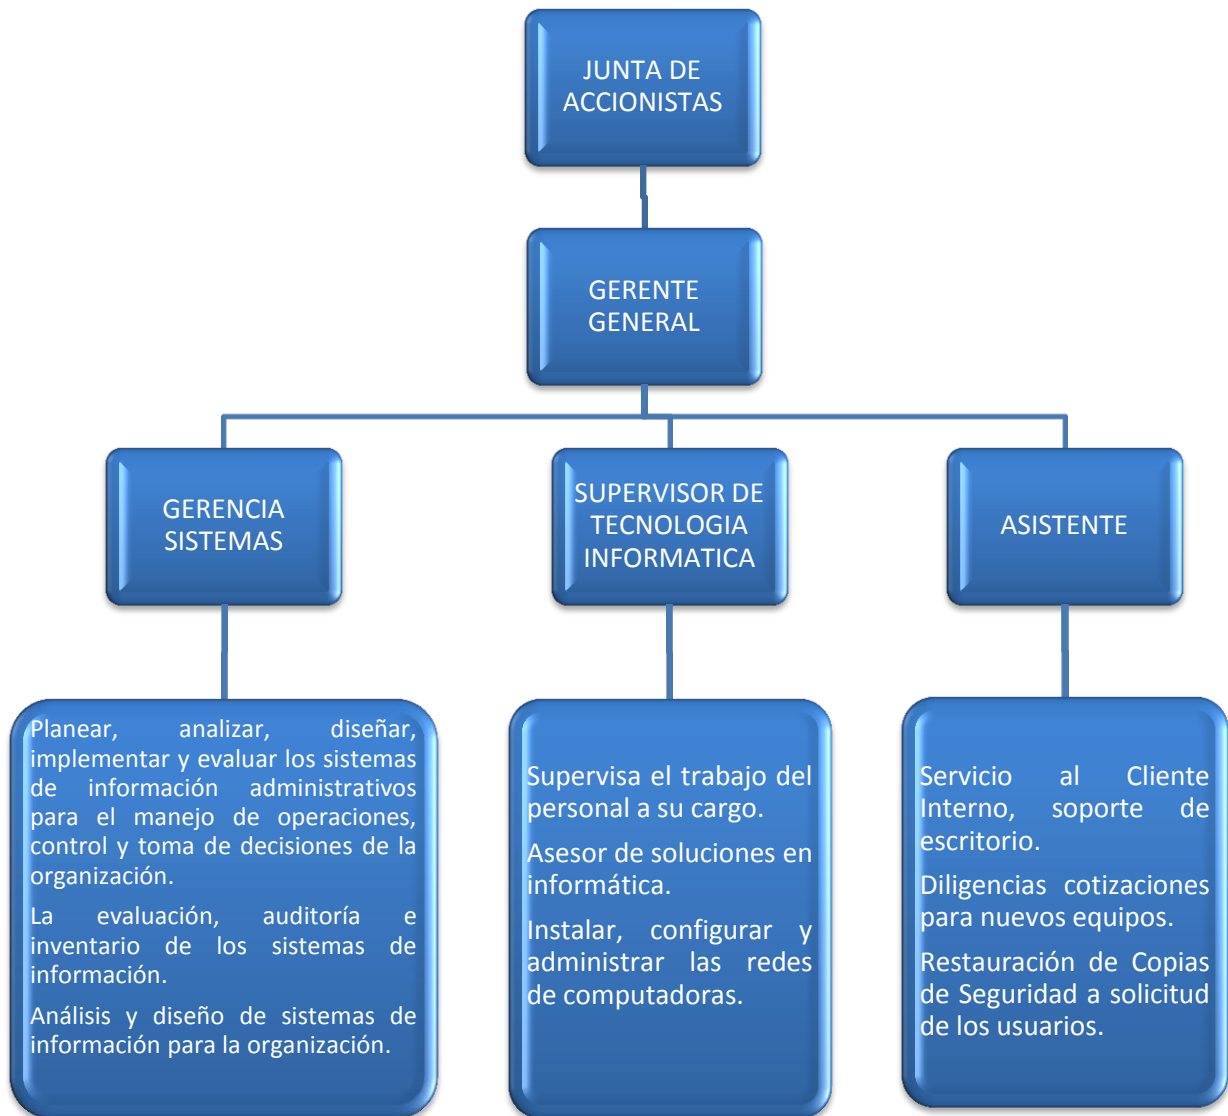 JUNTA DE
ACCIONISTAS
GERENTE
GENERAL
GERENCIA
SISTEMAS
SUPERVISOR DE
TECNOLOGIA
INFORMATICA
ASISTENTE
Planear, analizar, diseñar,
implementar y evaluar los sistemas
de información administrativos
para el manejo de operaciones,
control y toma de decisiones de la
organización.
La evaluación, auditoría e
inventario de los sistemas de
información.
Análisis y diseño de sistemas de
información para la organización.
Supervisa el trabajo del
personal a su cargo.
Asesor de soluciones en
informática.
Instalar, configurar y
administrar las redes
de computadoras.
Servicio al Cliente
Interno, soporte de
escritorio.
Diligencias cotizaciones
para nuevos equipos.
Restauración de Copias
de Seguridad a solicitud
de los usuarios.